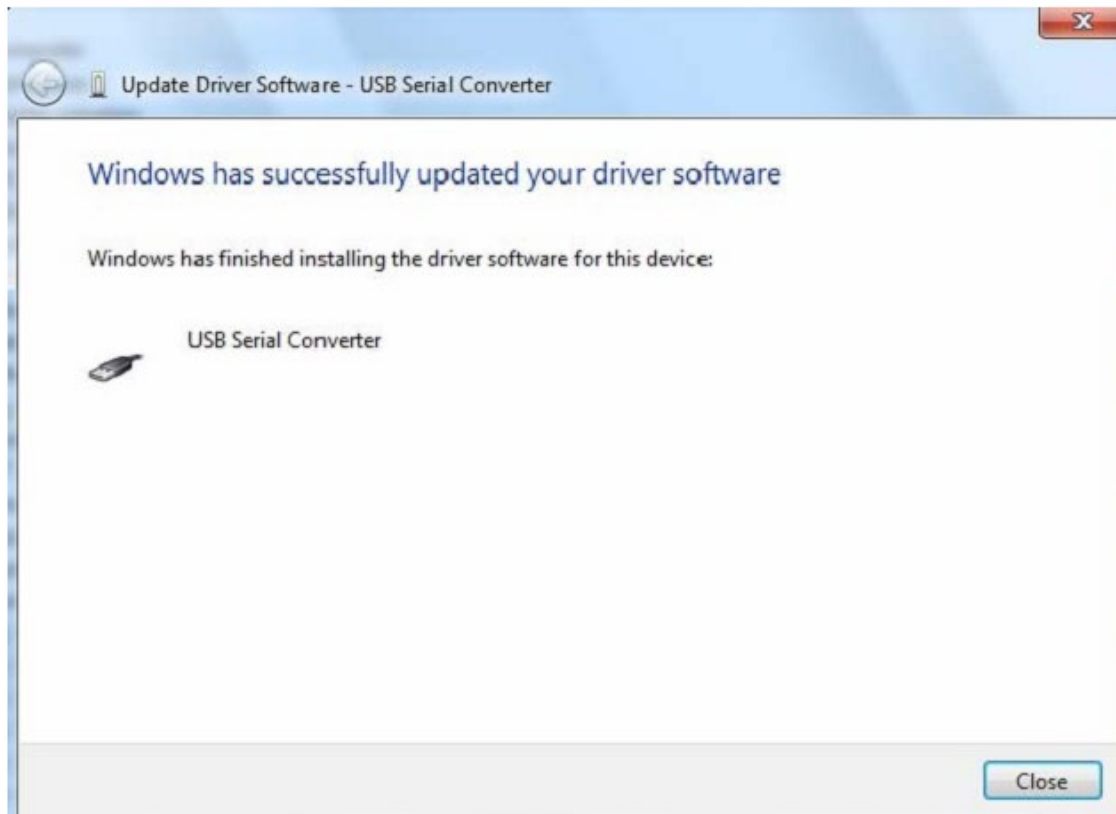 Update Driver Software - USB Serial Converter
Windows has successfully updated your driver software
Windows has finished installing the driver software for this device:
USB Serial Converter
Close